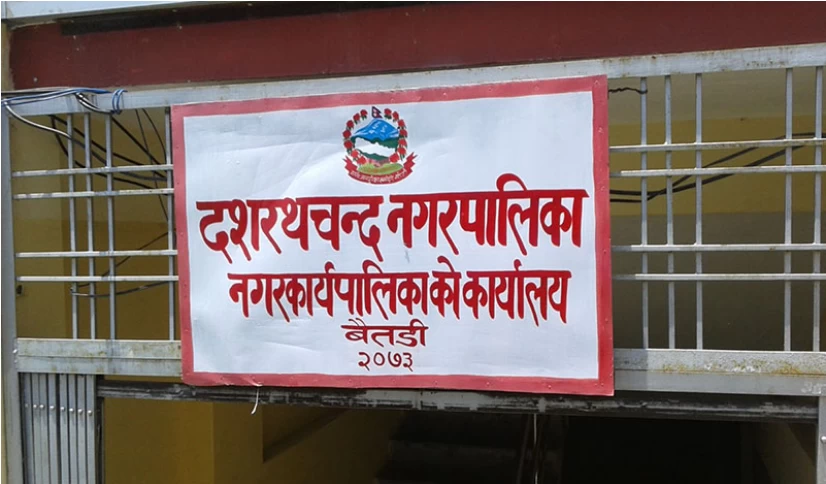 दशरथचन्द नगरपालिका
नगरकार्यपालिकाको कार्यालय
बैतडी
२०७३